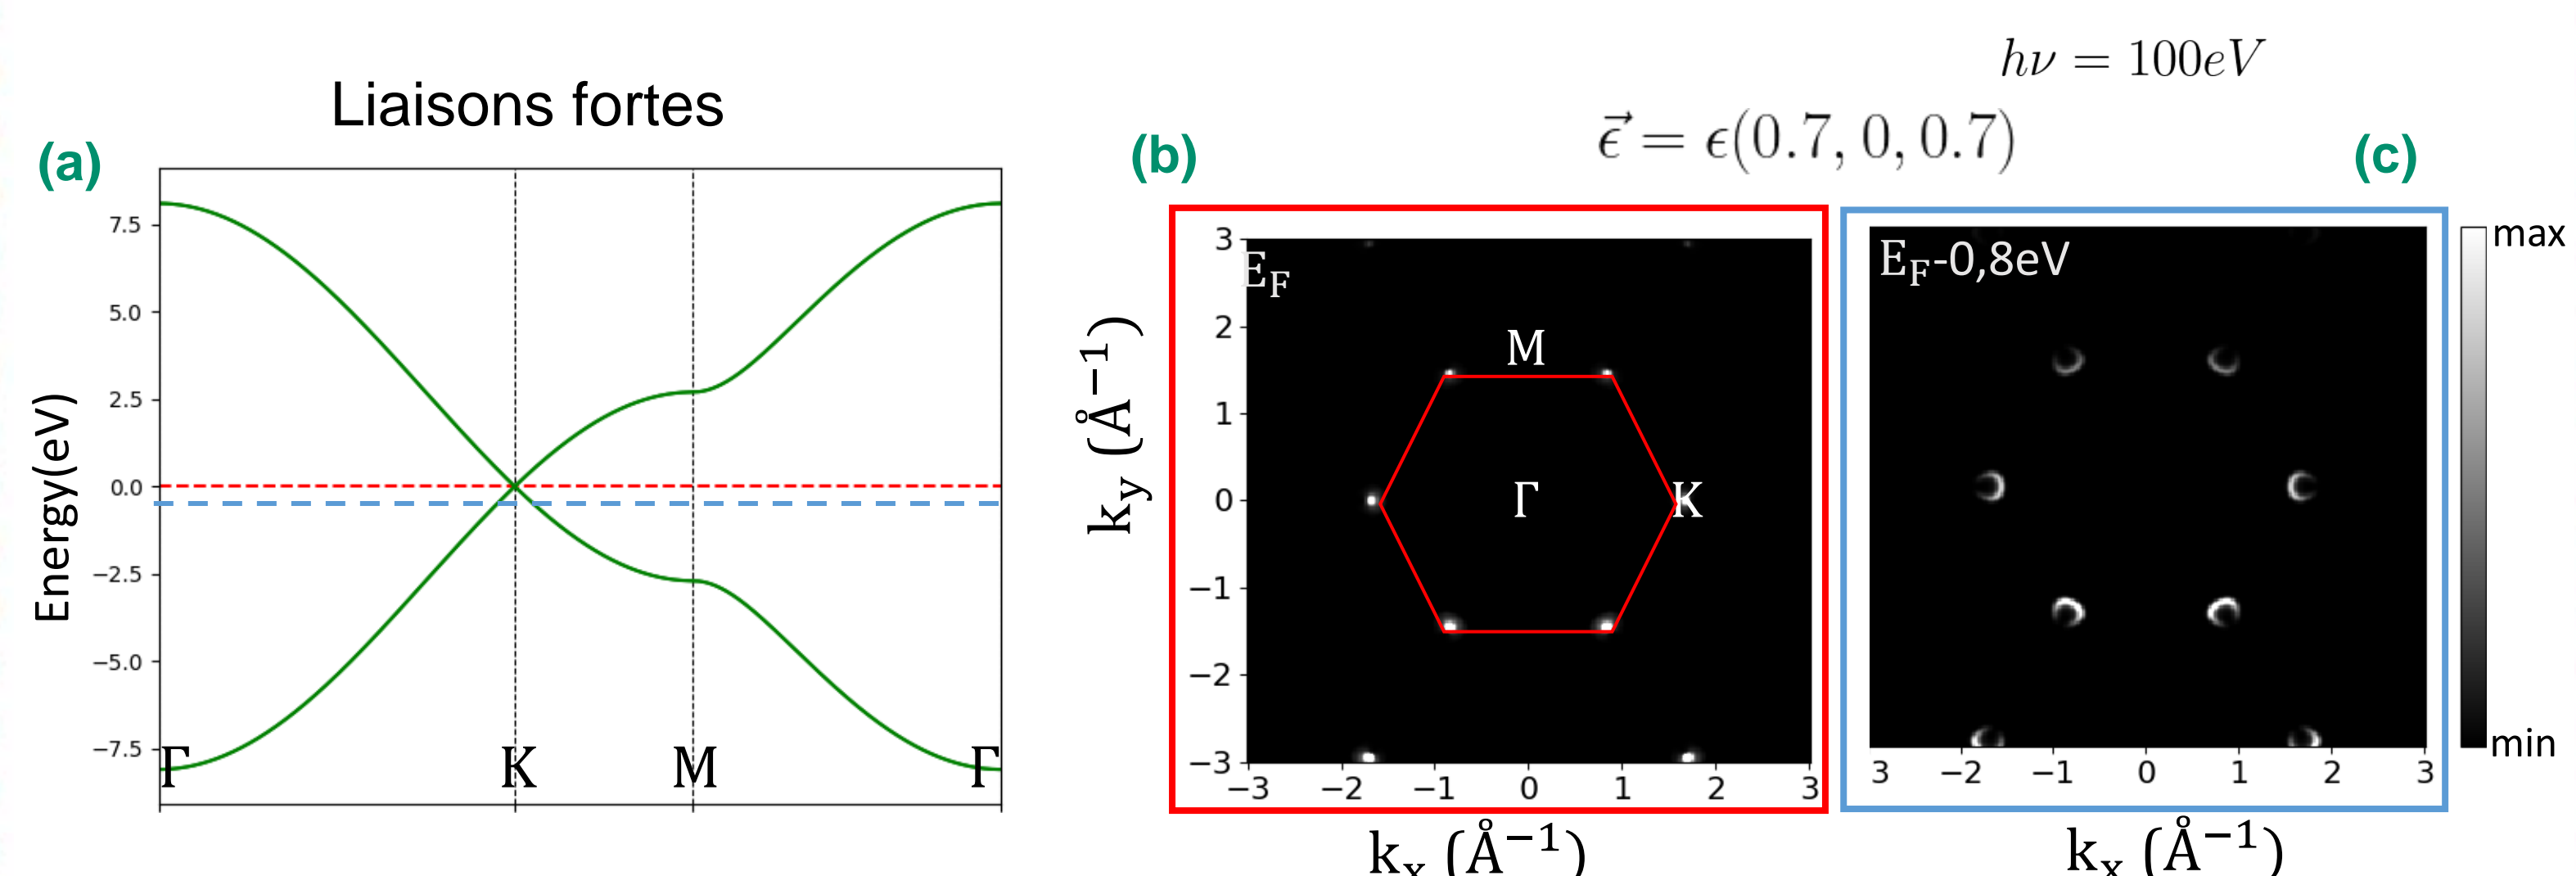 hν = 100eV
Liaisons fortes
ϵ⃗ = ϵ(0.7, 0, 0.7)
(a)
(b)
(c)
Energy(eV)
7.5
5.0
2.5
0.0
−2.5
−5.0
−7.5
Γ K M Γ
k_y (Å⁻¹)
3
2
1
0
−1
−2
−3
E_F
M
Γ
K
−3 −2 −1 0 1 2 3
k_x (Å⁻¹)
E_F-0,8eV
3 −2 −1 0 1 2 3
k_x (Å⁻¹)
max
min